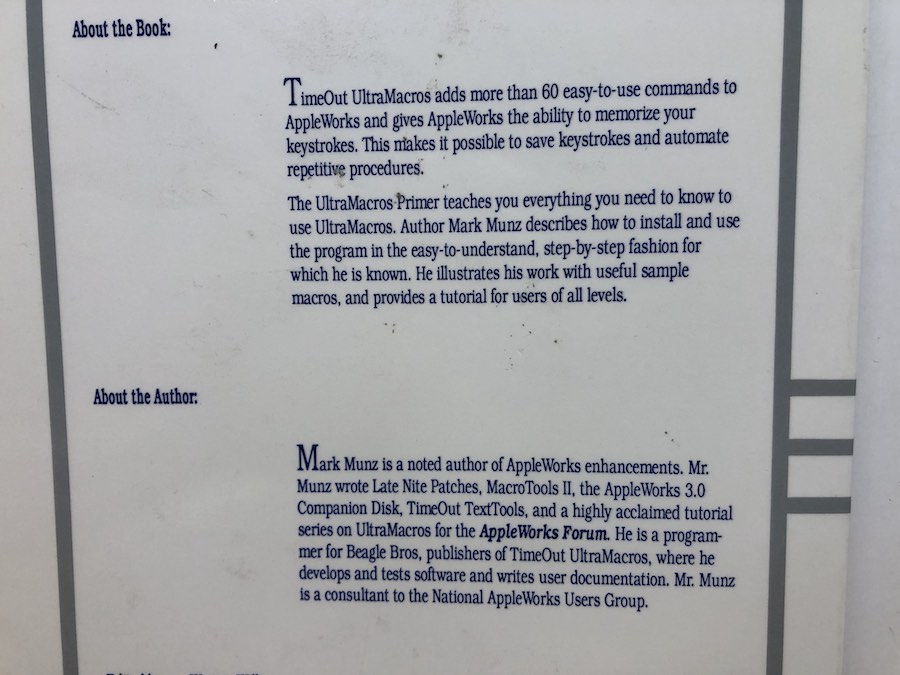 About the Book:
TimeOut UltraMacros adds more than 60 easy-to-use commands to
AppleWorks and gives AppleWorks the ability to memorize your
keystrokes. This makes it possible to save keystrokes and automate
repetitive procedures.
The UltraMacros Primer teaches you everything you need to know to
use UltraMacros. Author Mark Munz describes how to install and use
the program in the easy-to-understand, step-by-step fashion for
which he is known. He illustrates his work with useful sample
macros, and provides a tutorial for users of all levels.
About the Author:
Mark Munz is a noted author of AppleWorks enhancements. Mr.
Munz wrote Late Nite Patches, MacroTools II, the AppleWorks 3.0
Companion Disk, TimeOut TextTools, and a highly acclaimed tutorial
series on UltraMacros for the AppleWorks Forum. He is a program-
mer for Beagle Bros, publishers of TimeOut UltraMacros, where he
develops and tests software and writes user documentation. Mr. Munz
is a consultant to the National AppleWorks Users Group.